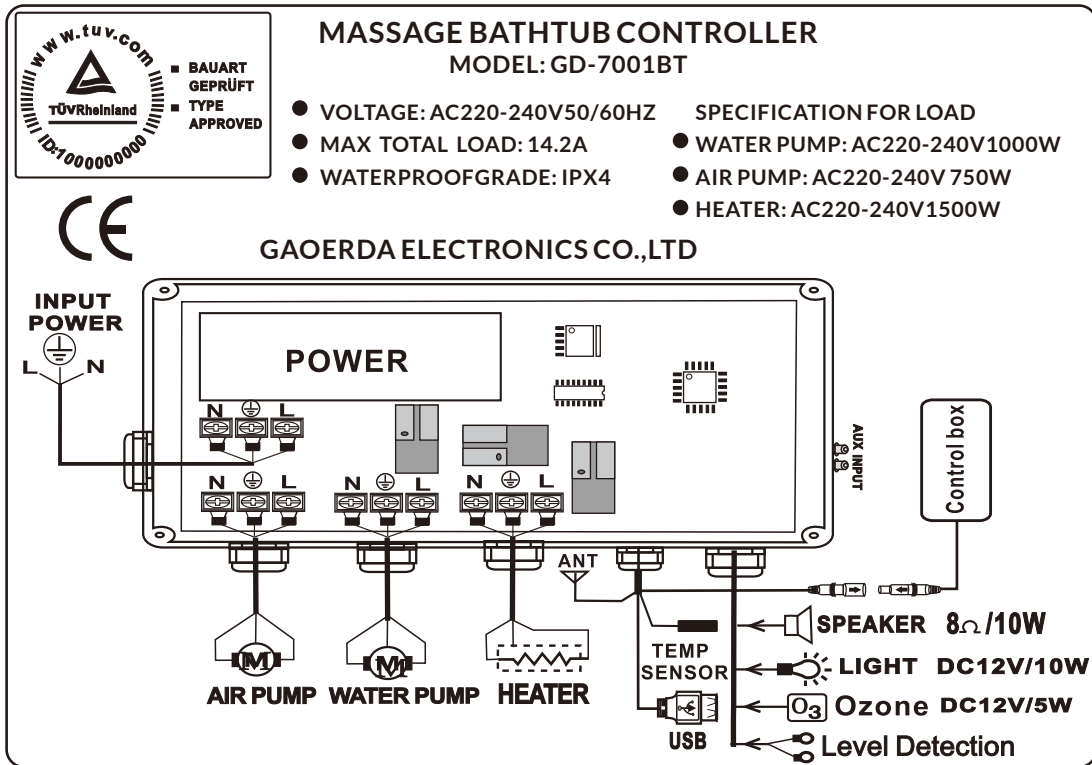 www.tuv.com
TÜVRheinland
ID:1000000000
■ BAUART
GEPRÜFT
■ TYPE
APPROVED
CE
MASSAGE BATHTUB CONTROLLER
MODEL: GD-7001BT
● VOLTAGE: AC220-240V50/60HZ
● MAX TOTAL LOAD: 14.2A
● WATERPROOFGRADE: IPX4
SPECIFICATION FOR LOAD
● WATER PUMP: AC220-240V1000W
● AIR PUMP: AC220-240V 750W
● HEATER: AC220-240V1500W
GAOERDA ELECTRONICS CO.,LTD
INPUT
POWER
L N
POWER
N L
N L
N L
N L
AUX INPUT
Control box
ANT
M
AIR PUMP
M
WATER PUMP
HEATER
TEMP
SENSOR
USB
SPEAKER 8Ω/10W
LIGHT DC12V/10W
O3 Ozone DC12V/5W
Level Detection